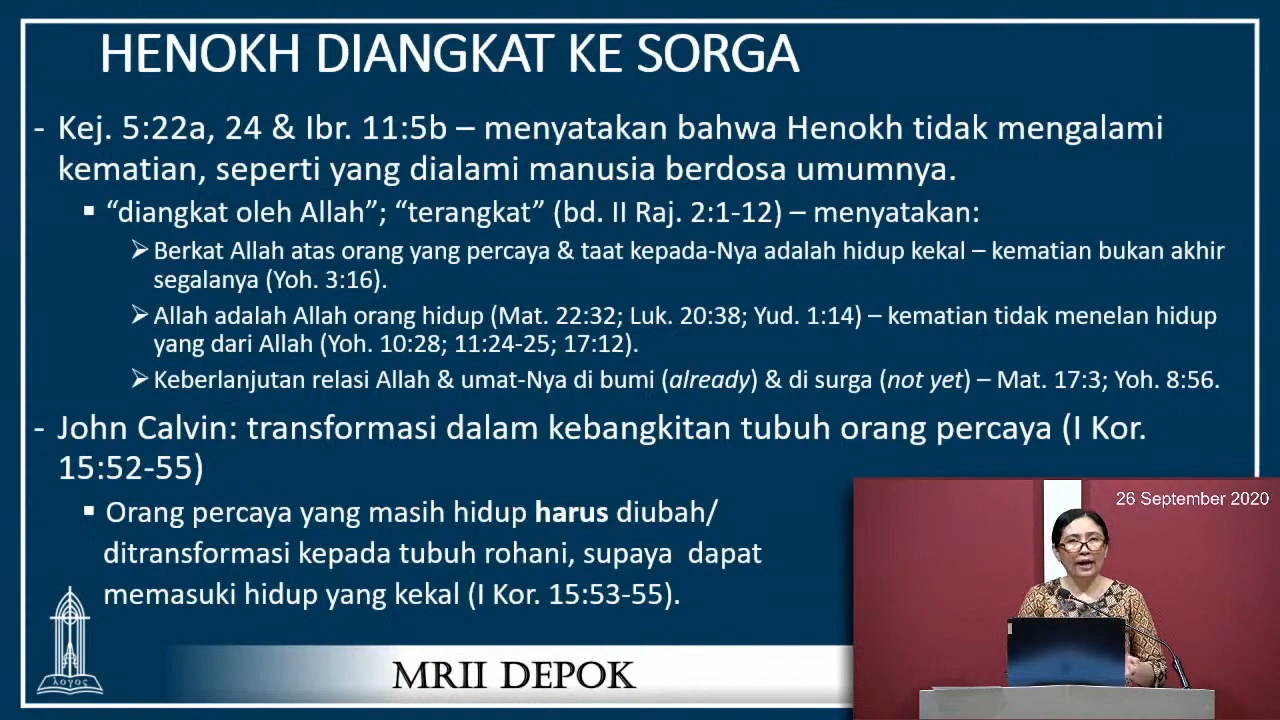 HENOKH DIANGKAT KE SORGA
- Kej. 5:22a, 24 & Ibr. 11:5b – menyatakan bahwa Henokh tidak mengalami
kematian, seperti yang dialami manusia berdosa umumnya.
▪ “diangkat oleh Allah”; “terangkat” (bd. II Raj. 2:1-12) – menyatakan:
➢ Berkat Allah atas orang yang percaya & taat kepada-Nya adalah hidup kekal – kematian bukan akhir
segalanya (Yoh. 3:16).
➢ Allah adalah Allah orang hidup (Mat. 22:32; Luk. 20:38; Yud. 1:14) – kematian tidak menelan hidup
yang dari Allah (Yoh. 10:28; 11:24-25; 17:12).
➢ Keberlanjutan relasi Allah & umat-Nya di bumi (already) & di surga (not yet) – Mat. 17:3; Yoh. 8:56.
- John Calvin: transformasi dalam kebangkitan tubuh orang percaya (I Kor.
15:52-55)
▪ Orang percaya yang masih hidup harus diubah/
ditransformasi kepada tubuh rohani, supaya dapat
memasuki hidup yang kekal (I Kor. 15:53-55).
26 September 2020
λογος
MRII DEPOK